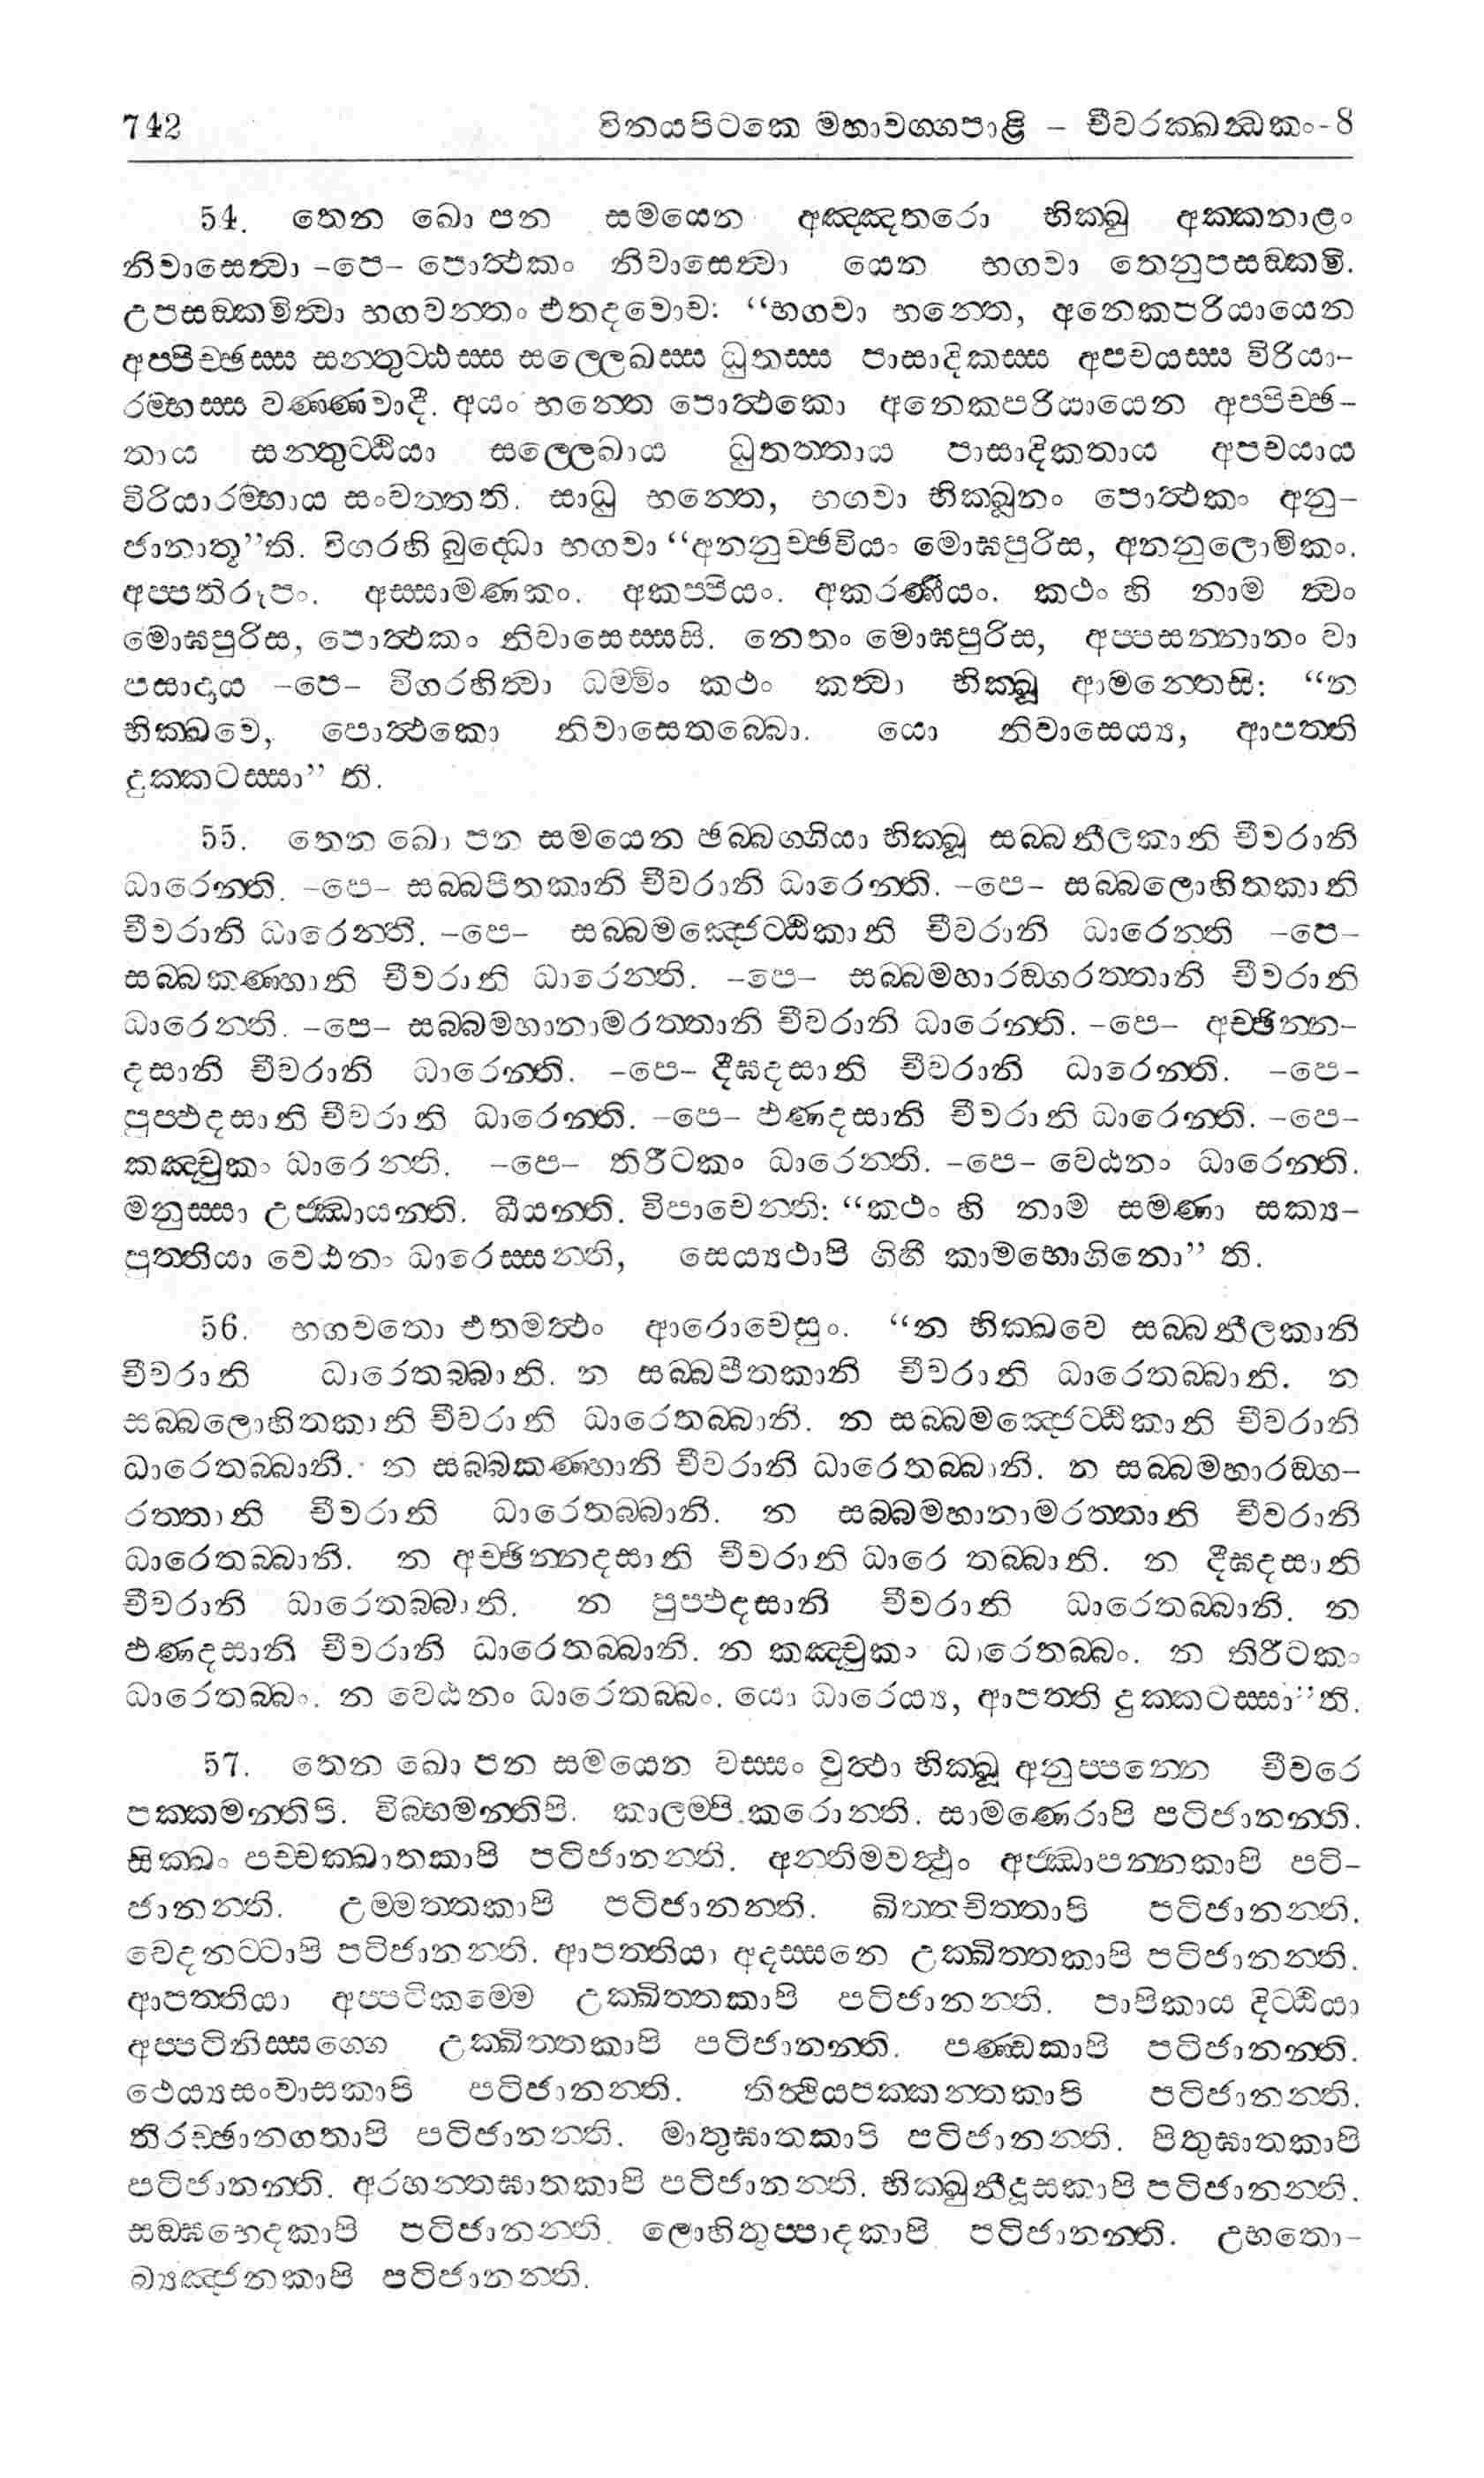 742 විනයපිටකෙ මහාවග්ගපාළි – චීවරක්ඛන්ධකං-8
54. තෙන ඛො පන සමයෙන අඤ්ඤතරො භික්ඛු අක්කනාළං
නිවාසෙත්වා –පෙ– පොත්ථකං නිවාසෙත්වා යෙන භගවා තෙනුපසඞ්කමි.
උපසඞ්කමිත්වා භගවන්තං එතදවොච: “භගවා භන්තෙ, අනෙකපරියායෙන
අප්පිච්ඡස්ස සන්තුට්ඨස්ස සල්ලෙඛස්ස ධුතස්ස පාසාදිකස්ස අපචයස්ස විරියා–
රම්භස්ස වණ්ණවාදී. අයං භන්තෙ පොත්ථකො අනෙකපරියායෙන අප්පිච්ඡ–
තාය සන්තුට්ඨියා සල්ලෙඛාය ධුතත්තාය පාසාදිකතාය අපචයාය
විරියාරම්භාය සංවත්තති. සාධු භන්තෙ, භගවා භික්ඛූනං පොත්ථකං අනු–
ජානාතූ”ති. විගරහි බුද්ධො භගවා “අනනුච්ඡවියං මොඝපුරිස, අනනුලොමිකං.
අප්පතිරූපං. අස්සාමණකං. අකප්පියං. අකරණීයං. කථං හි නාම ත්වං
මොඝපුරිස, පොත්ථකං නිවාසෙස්සසි. නෙතං මොඝපුරිස, අප්පසන්නානං වා
පසාදාය –පෙ– විගරහිත්වා ධම්මිං කථං කත්වා භික්ඛූ ආමන්තෙසි: “න
භික්ඛවෙ, පොත්ථකො නිවාසෙතබ්බො. යො නිවාසෙය්‍ය, ආපත්ති
දුක්කටස්සා” ති.
55. තෙන ඛො පන සමයෙන ඡබ්බග්ගියා භික්ඛූ සබ්බනීලකානි චීවරානි
ධාරෙන්ති. –පෙ– සබ්බපීතකානි චීවරානි ධාරෙන්ති. –පෙ– සබ්බලොහිතකානි
චීවරානි ධාරෙන්ති. –පෙ– සබ්බමඤ්ජෙට්ඨිකානි චීවරානි ධාරෙන්ති –පෙ–
සබ්බකණ්හානි චීවරානි ධාරෙන්ති. –පෙ– සබ්බමහාරඞ්ගරත්තානි චීවරානි
ධාරෙන්ති. –පෙ– සබ්බමහානාමරත්තානි චීවරානි ධාරෙන්ති. –පෙ– අච්ඡින්න–
දසානි චීවරානි ධාරෙන්ති. –පෙ– දීඝදසානි චීවරානි ධාරෙන්ති. –පෙ–
පුප්ඵදසානි චීවරානි ධාරෙන්ති. –පෙ– ඵණදසානි චීවරානි ධාරෙන්ති. –පෙ–
කඤ්චුකං ධාරෙන්ති. –පෙ– තිරීටකං ධාරෙන්ති. –පෙ– වෙඨනං ධාරෙන්ති.
මනුස්සා උජ්ඣායන්ති. ඛීයන්ති. විපාචෙන්ති: “කථං හි නාම සමණා සක්‍ය–
පුත්තියා වෙඨනං ධාරෙස්සන්ති, සෙය්‍යථාපි ගිහී කාමභොගිනො” ති.
56. භගවතො එතමත්ථං ආරොචෙසුං. “න භික්ඛවෙ සබ්බනීලකානි
චීවරානි ධාරෙතබ්බානි. න සබ්බපීතකානි චීවරානි ධාරෙතබ්බානි. න
සබ්බලොහිතකානි චීවරානි ධාරෙතබ්බානි. න සබ්බමඤ්ජෙට්ඨිකානි චීවරානි
ධාරෙතබ්බානි. න සබ්බකණ්හානි චීවරානි ධාරෙතබ්බානි. න සබ්බමහාරඞ්ග–
රත්තානි චීවරානි ධාරෙතබ්බානි. න සබ්බමහානාමරත්තානි චීවරානි
ධාරෙතබ්බානි. න අච්ඡින්නදසානි චීවරානි ධාරෙ තබ්බානි. න දීඝදසානි
චීවරානි ධාරෙතබ්බානි. න පුප්ඵදසානි චීවරානි ධාරෙතබ්බානි. න
ඵණදසානි චීවරානි ධාරෙතබ්බානි. න කඤ්චුකං ධාරෙතබ්බං. න තිරීටකං
ධාරෙතබ්බං. න වෙඨනං ධාරෙතබ්බං. යො ධාරෙය්‍ය, ආපත්ති දුක්කටස්සා”ති.
57. තෙන ඛො පන සමයෙන වස්සං වුත්ථා භික්ඛූ අනුප්පන්නෙ චීවරෙ
පක්කමන්තිපි. විබ්භමන්තිපි. කාලම්පි කරොන්ති. සාමණෙරාපි පටිජානන්ති.
සික්ඛං පච්චක්ඛාතකාපි පටිජානන්ති. අන්තිමවත්ථුං අජ්ඣාපන්නකාපි පටි–
ජානන්ති. උම්මත්තකාපි පටිජානන්ති. ඛිත්තචිත්තාපි පටිජානන්ති.
වෙදනට්ටාපි පටිජානන්ති. ආපත්තියා අදස්සනෙ උක්ඛිත්තකාපි පටිජානන්ති.
ආපත්තියා අප්පටිකම්මෙ උක්ඛිත්තකාපි පටිජානන්ති. පාපිකාය දිට්ඨියා
අප්පටිනිස්සග්ගෙ උක්ඛිත්තකාපි පටිජානන්ති. පණ්ඩකාපි පටිජානන්ති.
ථෙය්‍යසංවාසකාපි පටිජානන්ති. තිත්ථියපක්කන්තකාපි පටිජානන්ති.
තිරච්ඡානගතාපි පටිජානන්ති. මාතුඝාතකාපි පටිජානන්ති. පිතුඝාතකාපි
පටිජානන්ති. අරහන්තඝාතකාපි පටිජානන්ති. භික්ඛුනීදූසකාපි පටිජානන්ති.
සඞ්ඝභෙදකාපි පටිජානන්ති. ලොහිතුප්පාදකාපි පටිජානන්ති. උභතො–
බ්‍යඤ්ජනකාපි පටිජානන්ති.